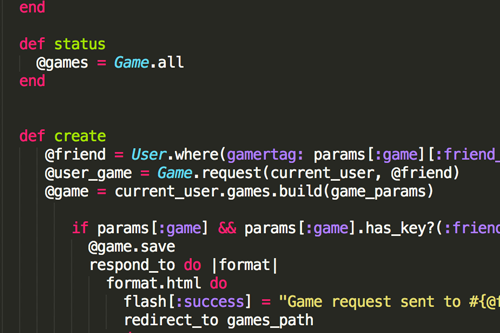 end
def status
@games = Game.all
end
def create
@friend = User.where(gamertag: params[:game][:friend_
@user_game = Game.request(current_user, @friend)
@game = current_user.games.build(game_params)
if params[:game] && params[:game].has_key?(:friend
@game.save
respond_to do |format|
format.html do
flash[:success] = "Game request sent to #{@f
redirect_to games_path